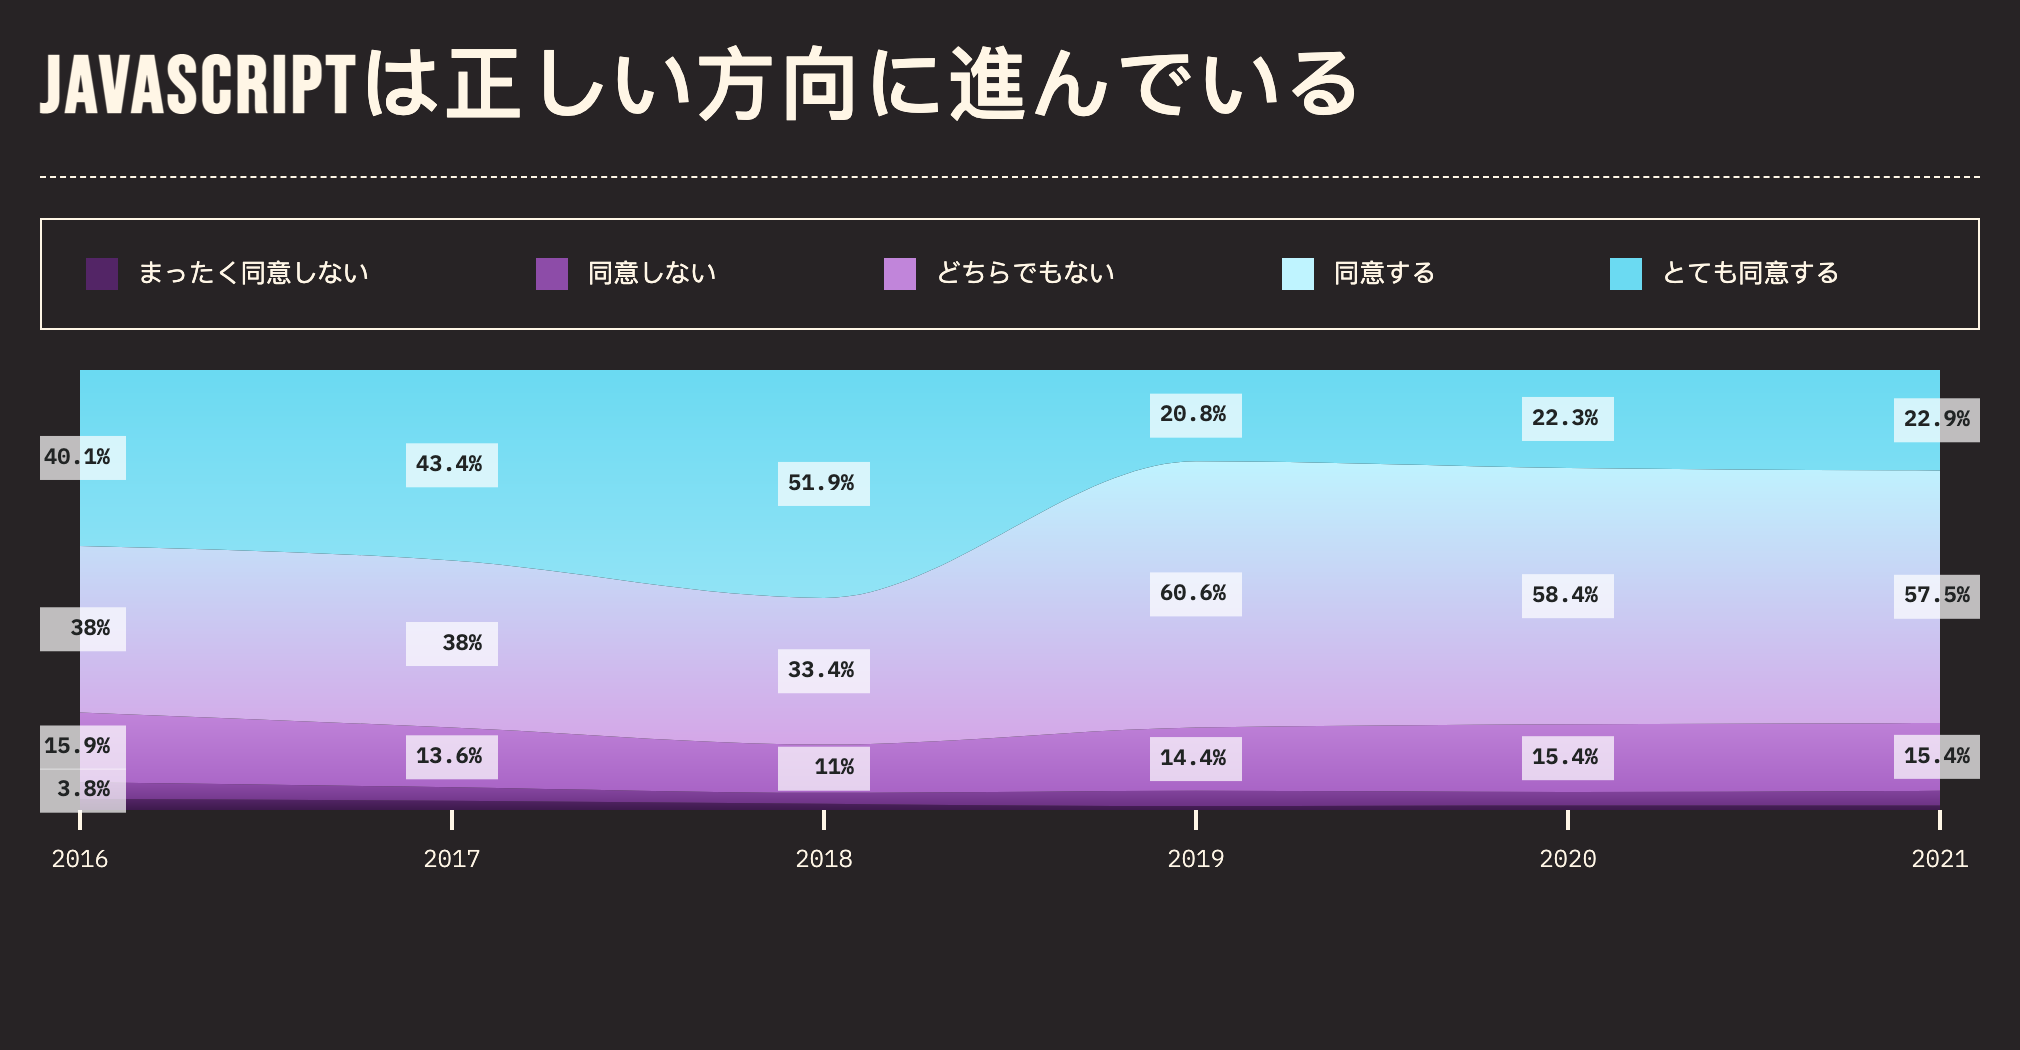 JAVASCRIPTは正しい方向に進んでいる
まったく同意しない 同意しない どちらでもない 同意する とても同意する
20.8% 22.3% 22.9%
40.1% 43.4% 51.9%
60.6% 58.4% 57.5%
38% 38% 33.4%
15.9% 13.6% 11% 14.4% 15.4% 15.4%
3.8%
2016 2017 2018 2019 2020 2021